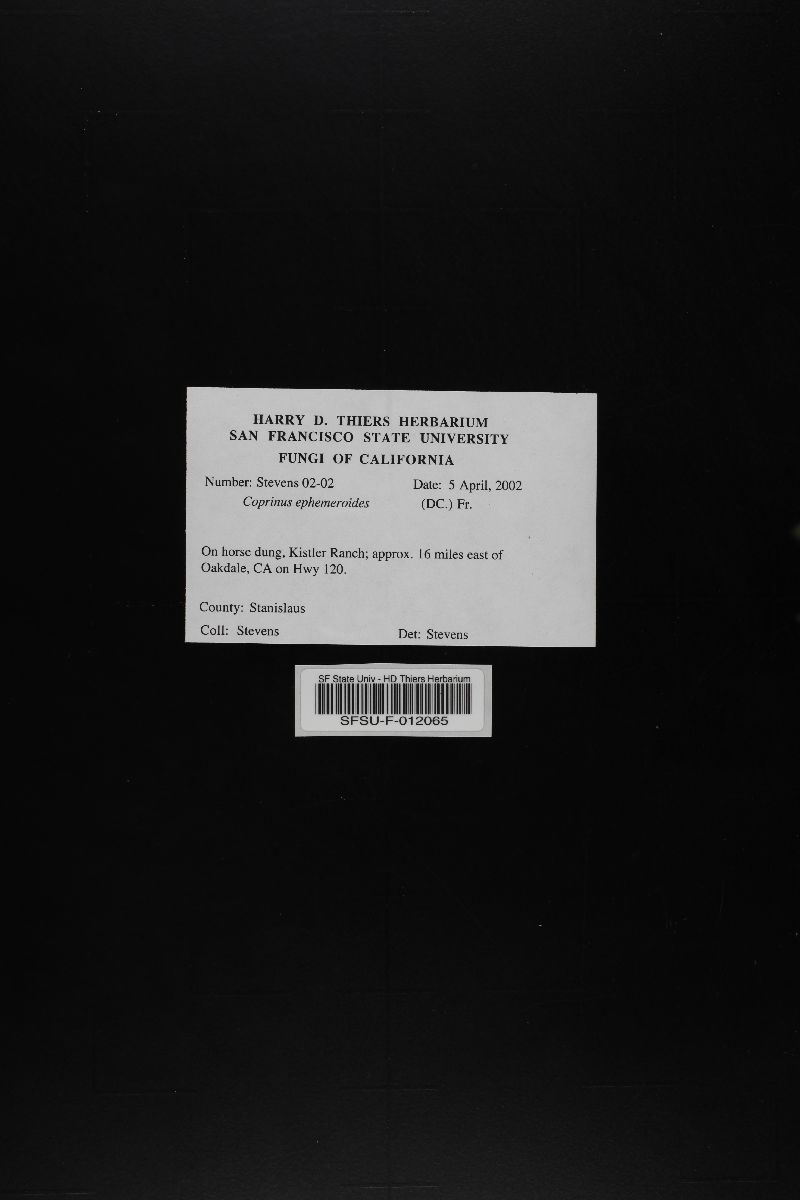 HARRY D. THIERS HERBARIUM
SAN FRANCISCO STATE UNIVERSITY
FUNGI OF CALIFORNIA
Number: Stevens 02-02 Date: 5 April, 2002
Coprinus ephemeroides (DC.) Fr.
On horse dung, Kistler Ranch; approx. 16 miles east of
Oakdale, CA on Hwy 120.
County: Stanislaus
Coll: Stevens Det: Stevens
SF State Univ - HD Thiers Herbarium
SFSU-F-012065